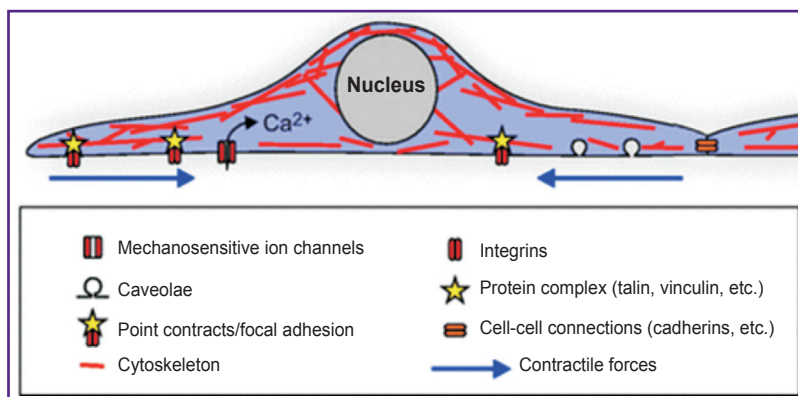 Nucleus
Ca²⁺
Mechanosensitive ion channels
Integrins
Caveolae
Protein complex (talin, vinculin, etc.)
Point contracts/focal adhesion
Cell-cell connections (cadherins, etc.)
Cytoskeleton
Contractile forces